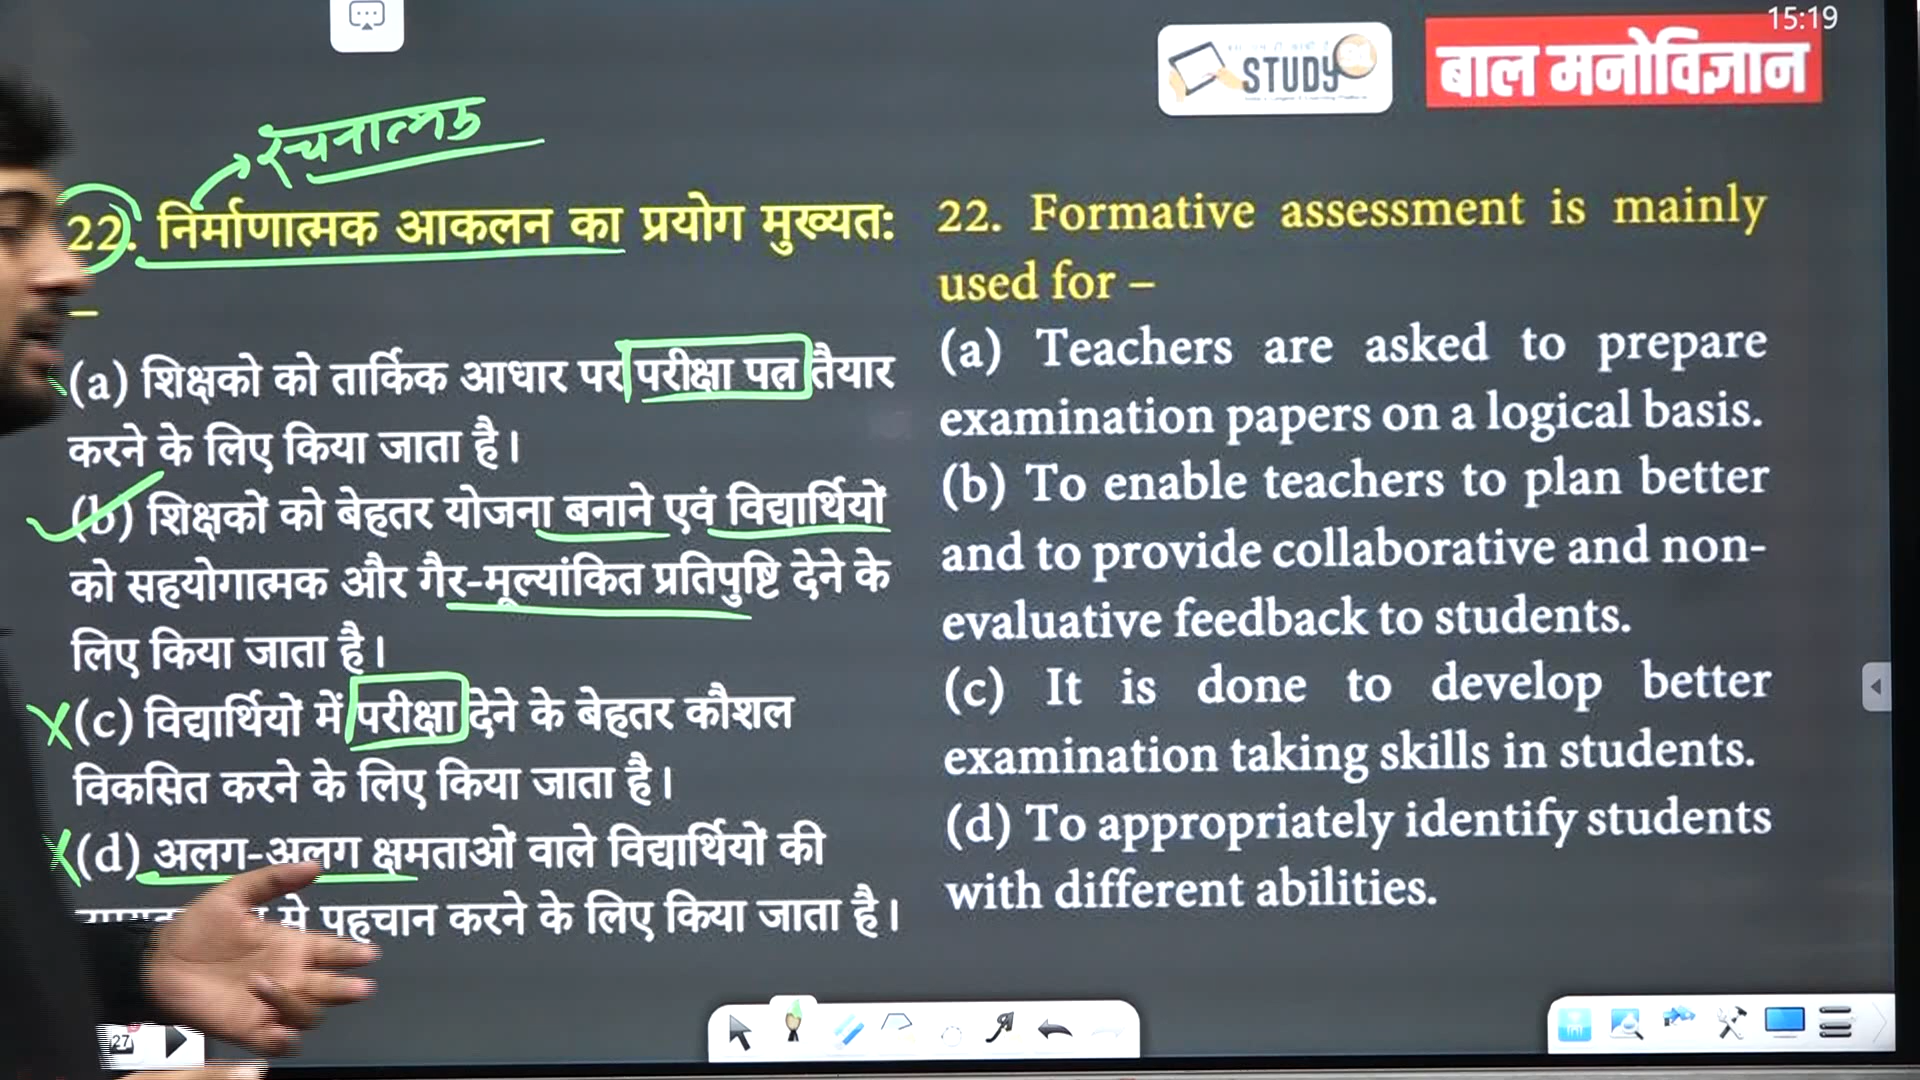 15:19
STUDY 91
बाल मनोविज्ञान
रचनात्मक
22. निर्माणात्मक आकलन का प्रयोग मुख्यत:
–
(a) शिक्षको को तार्किक आधार पर परीक्षा पत्र तैयार
करने के लिए किया जाता है।
(b) शिक्षकों को बेहतर योजना बनाने एवं विद्यार्थियों
को सहयोगात्मक और गैर-मूल्यांकित प्रतिपुष्टि देने के
लिए किया जाता है।
(c) विद्यार्थियों में परीक्षा देने के बेहतर कौशल
विकसित करने के लिए किया जाता है।
(d) अलग-अलग क्षमताओं वाले विद्यार्थियों की
से पहचान करने के लिए किया जाता है।
22. Formative assessment is mainly
used for –
(a) Teachers are asked to prepare
examination papers on a logical basis.
(b) To enable teachers to plan better
and to provide collaborative and non-
evaluative feedback to students.
(c) It is done to develop better
examination taking skills in students.
(d) To appropriately identify students
with different abilities.
27